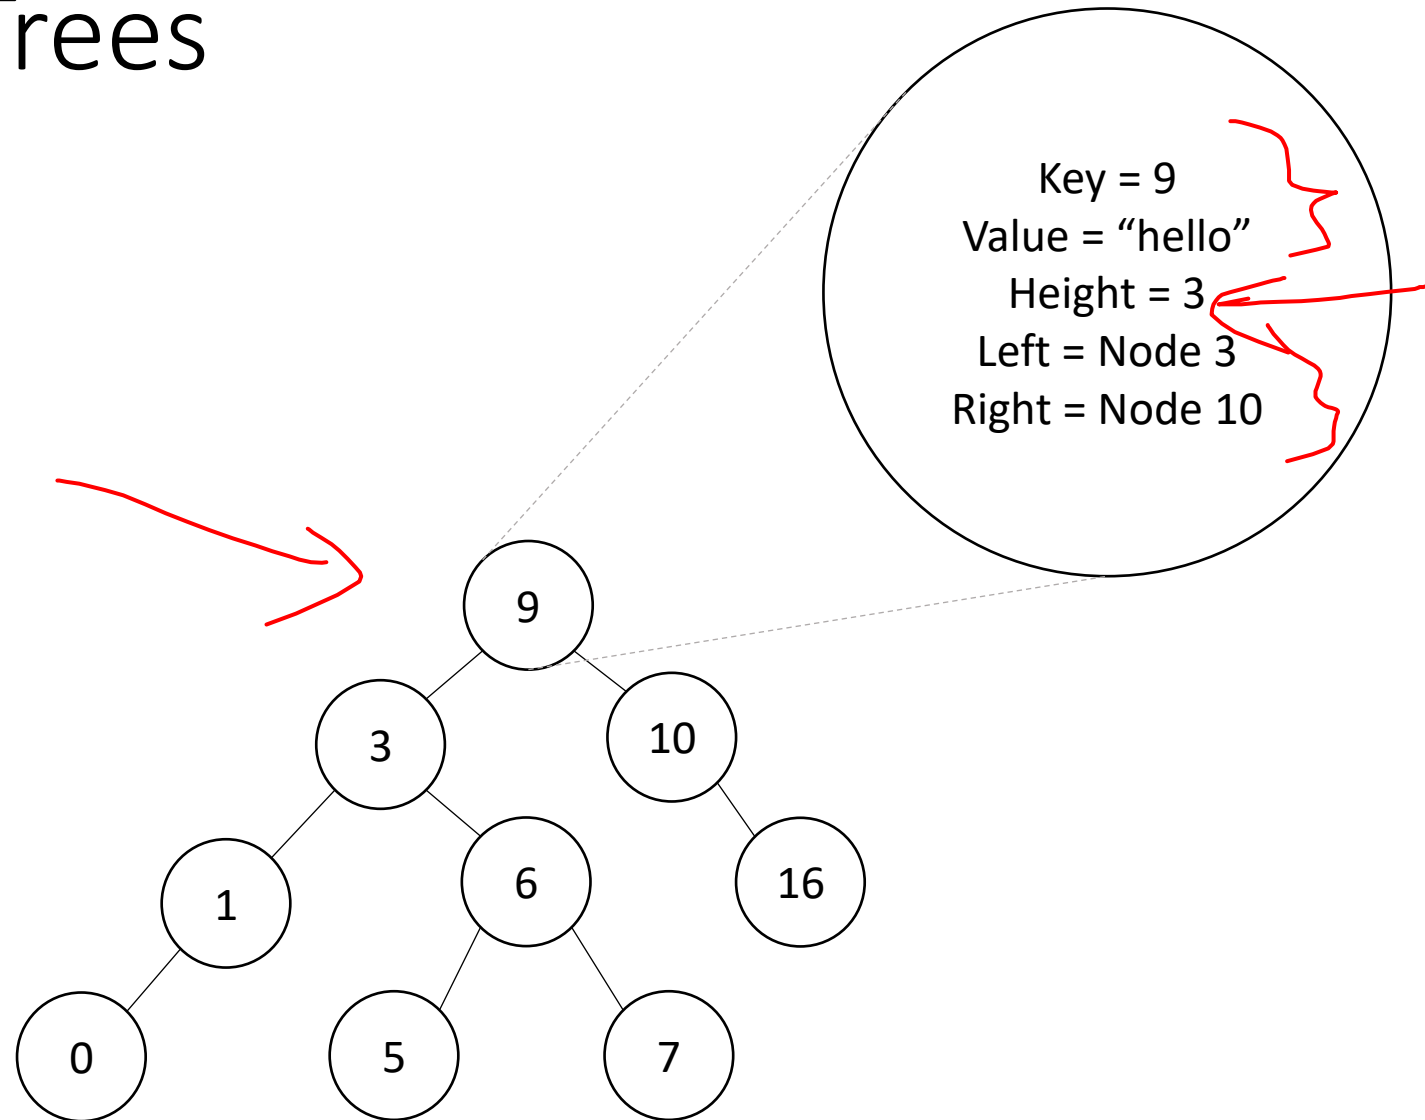 Trees
Key = 9
Value = “hello”
Height = 3
Left = Node 3
Right = Node 10
9
3
10
1
6
16
0
5
7